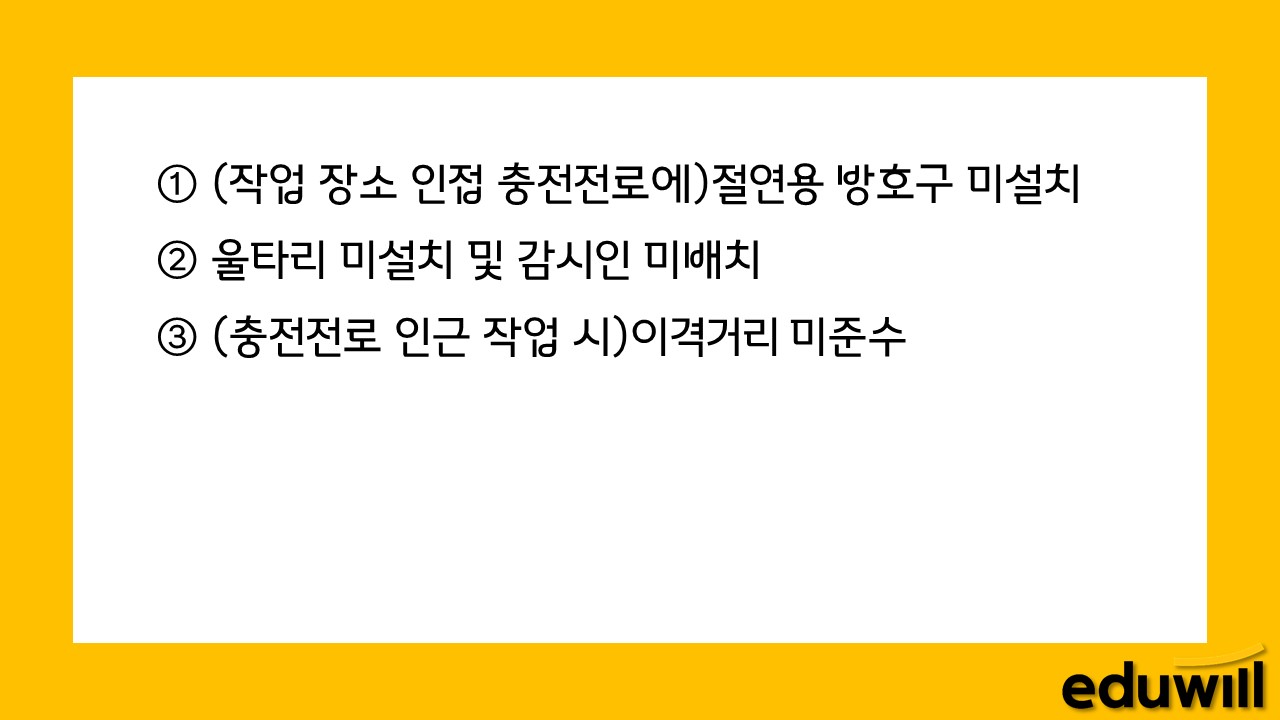 ① (작업 장소 인접 충전전로에)절연용 방호구 미설치
② 울타리 미설치 및 감시인 미배치
③ (충전전로 인근 작업 시)이격거리 미준수
eduwill